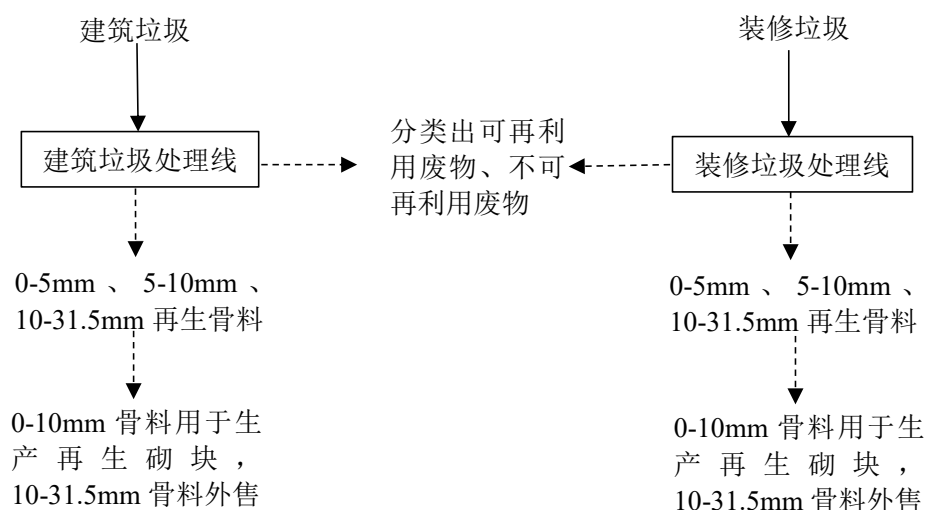 建筑垃圾
装修垃圾
建筑垃圾处理线
分类出可再利
用废物、不可
再利用废物
装修垃圾处理线
0-5mm 、 5-10mm 、
10-31.5mm 再生骨料
0-5mm 、 5-10mm 、
10-31.5mm 再生骨料
0-10mm 骨料用于生
产再生砌块，
10-31.5mm 骨料外售
0-10mm 骨料用于生
产再生砌块，
10-31.5mm 骨料外售